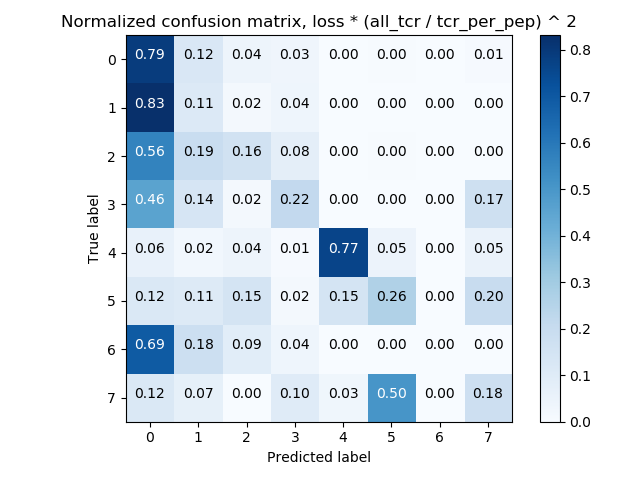 Normalized confusion matrix, loss * (all_tcr / tcr_per_pep) ^ 2
0 0.79 0.12 0.04 0.03 0.00 0.00 0.00 0.01
1 0.83 0.11 0.02 0.04 0.00 0.00 0.00 0.00
2 0.56 0.19 0.16 0.08 0.00 0.00 0.00 0.00
3 0.46 0.14 0.02 0.22 0.00 0.00 0.00 0.17
4 0.06 0.02 0.04 0.01 0.77 0.05 0.00 0.05
5 0.12 0.11 0.15 0.02 0.15 0.26 0.00 0.20
6 0.69 0.18 0.09 0.04 0.00 0.00 0.00 0.00
7 0.12 0.07 0.00 0.10 0.03 0.50 0.00 0.18
0 1 2 3 4 5 6 7
True label
Predicted label
0.8
0.7
0.6
0.5
0.4
0.3
0.2
0.1
0.0